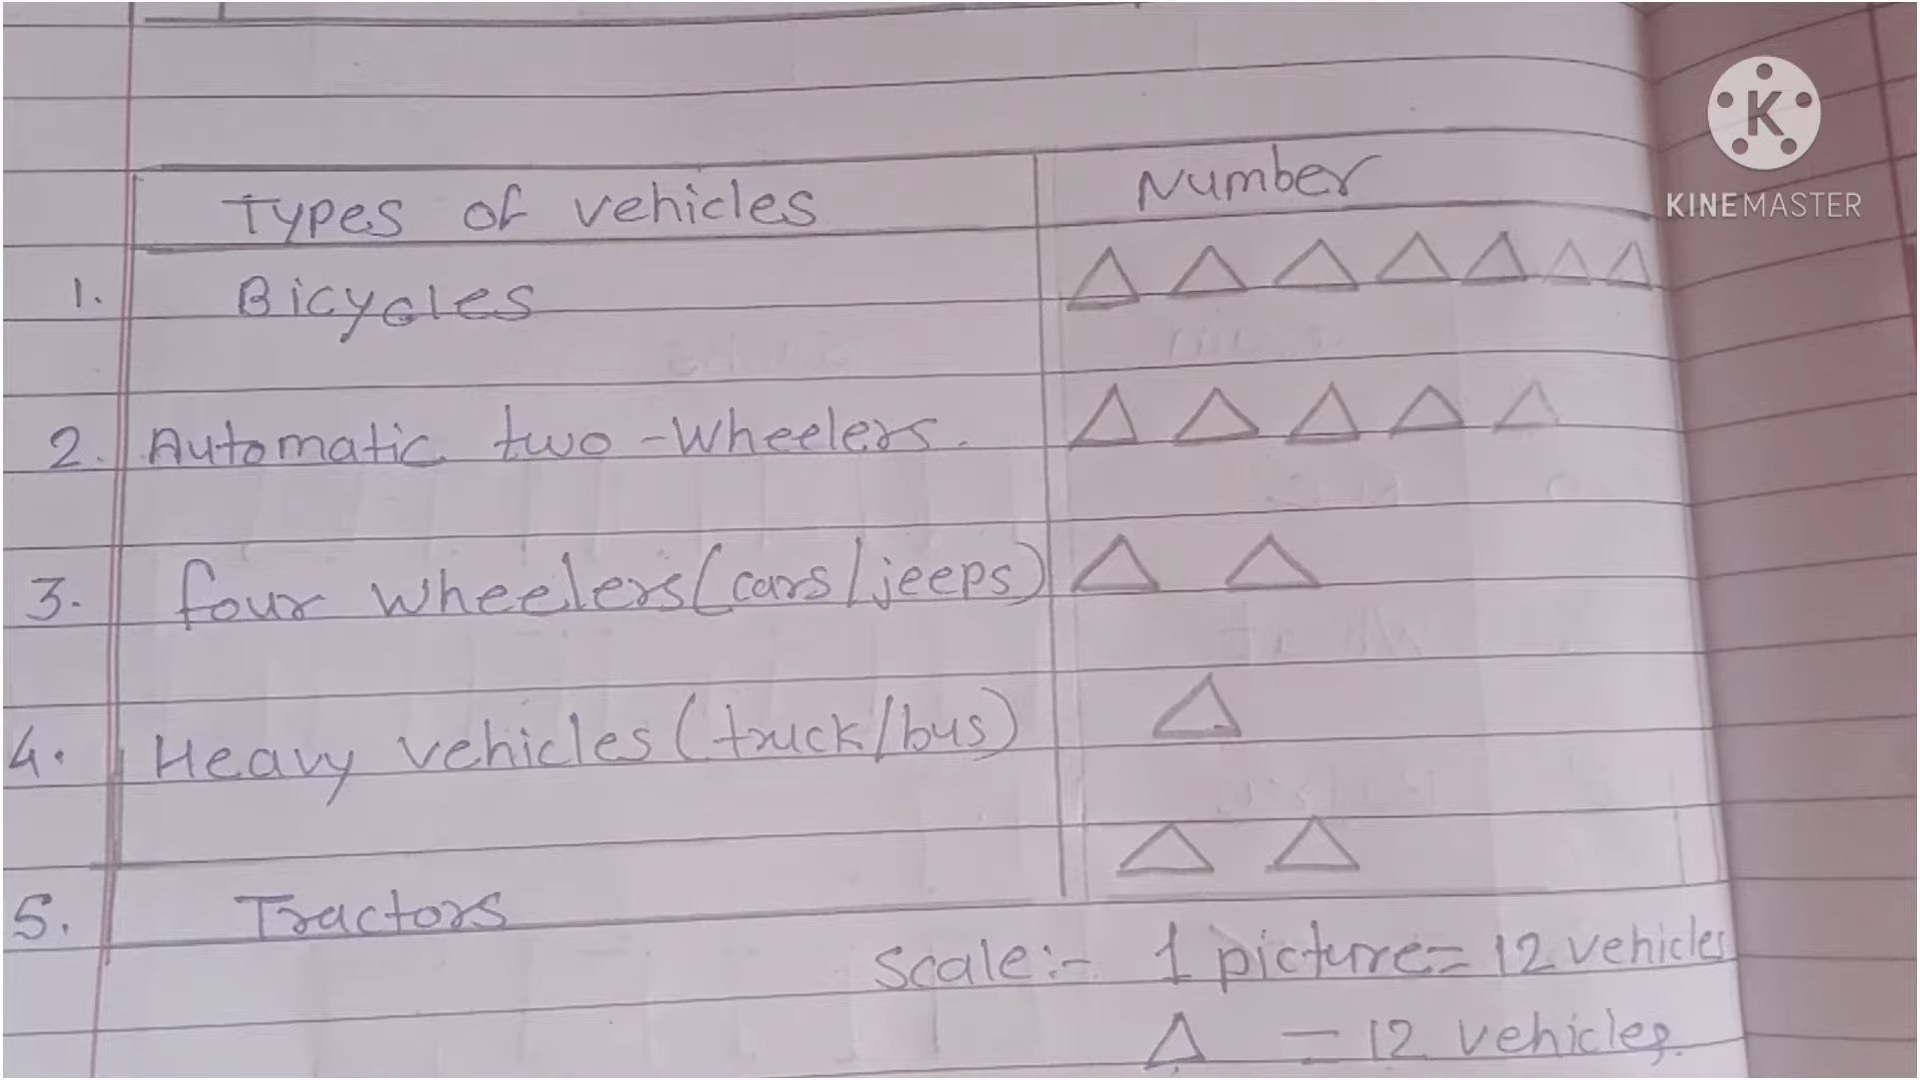 Types of vehicles Number
1. Bicycles
2. Automatic two-wheelers.
3. four wheelers(cars/jeeps)
4. Heavy vehicles(truck/bus)
5. Tractors
Scale:- 1 picture= 12 vehicles
= 12 vehicles.
K
KINEMASTER